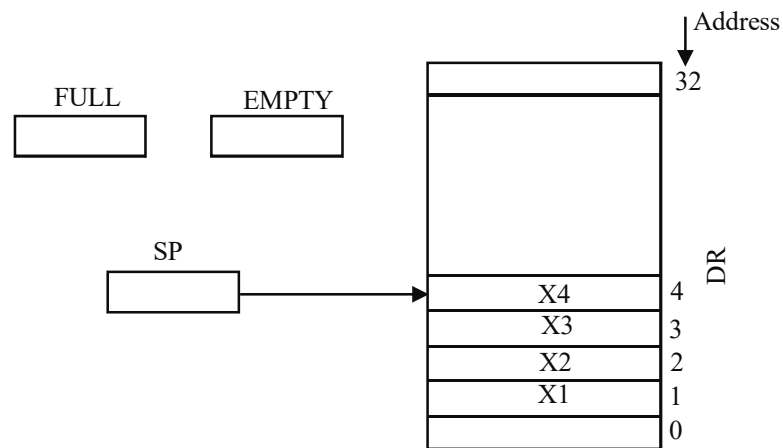 Address
32
FULL EMPTY
SP
DR
X4 4
X3 3
X2 2
X1 1
0